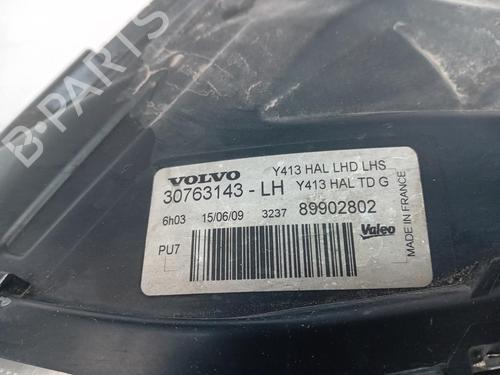 B-PARTS
VOLVO
Y413 HAL LHD LHS
30763143 - LH Y413 HAL TD G
6h03 15/06/09 3237 89902802
PU7
Valeo
MADE IN FRANCE